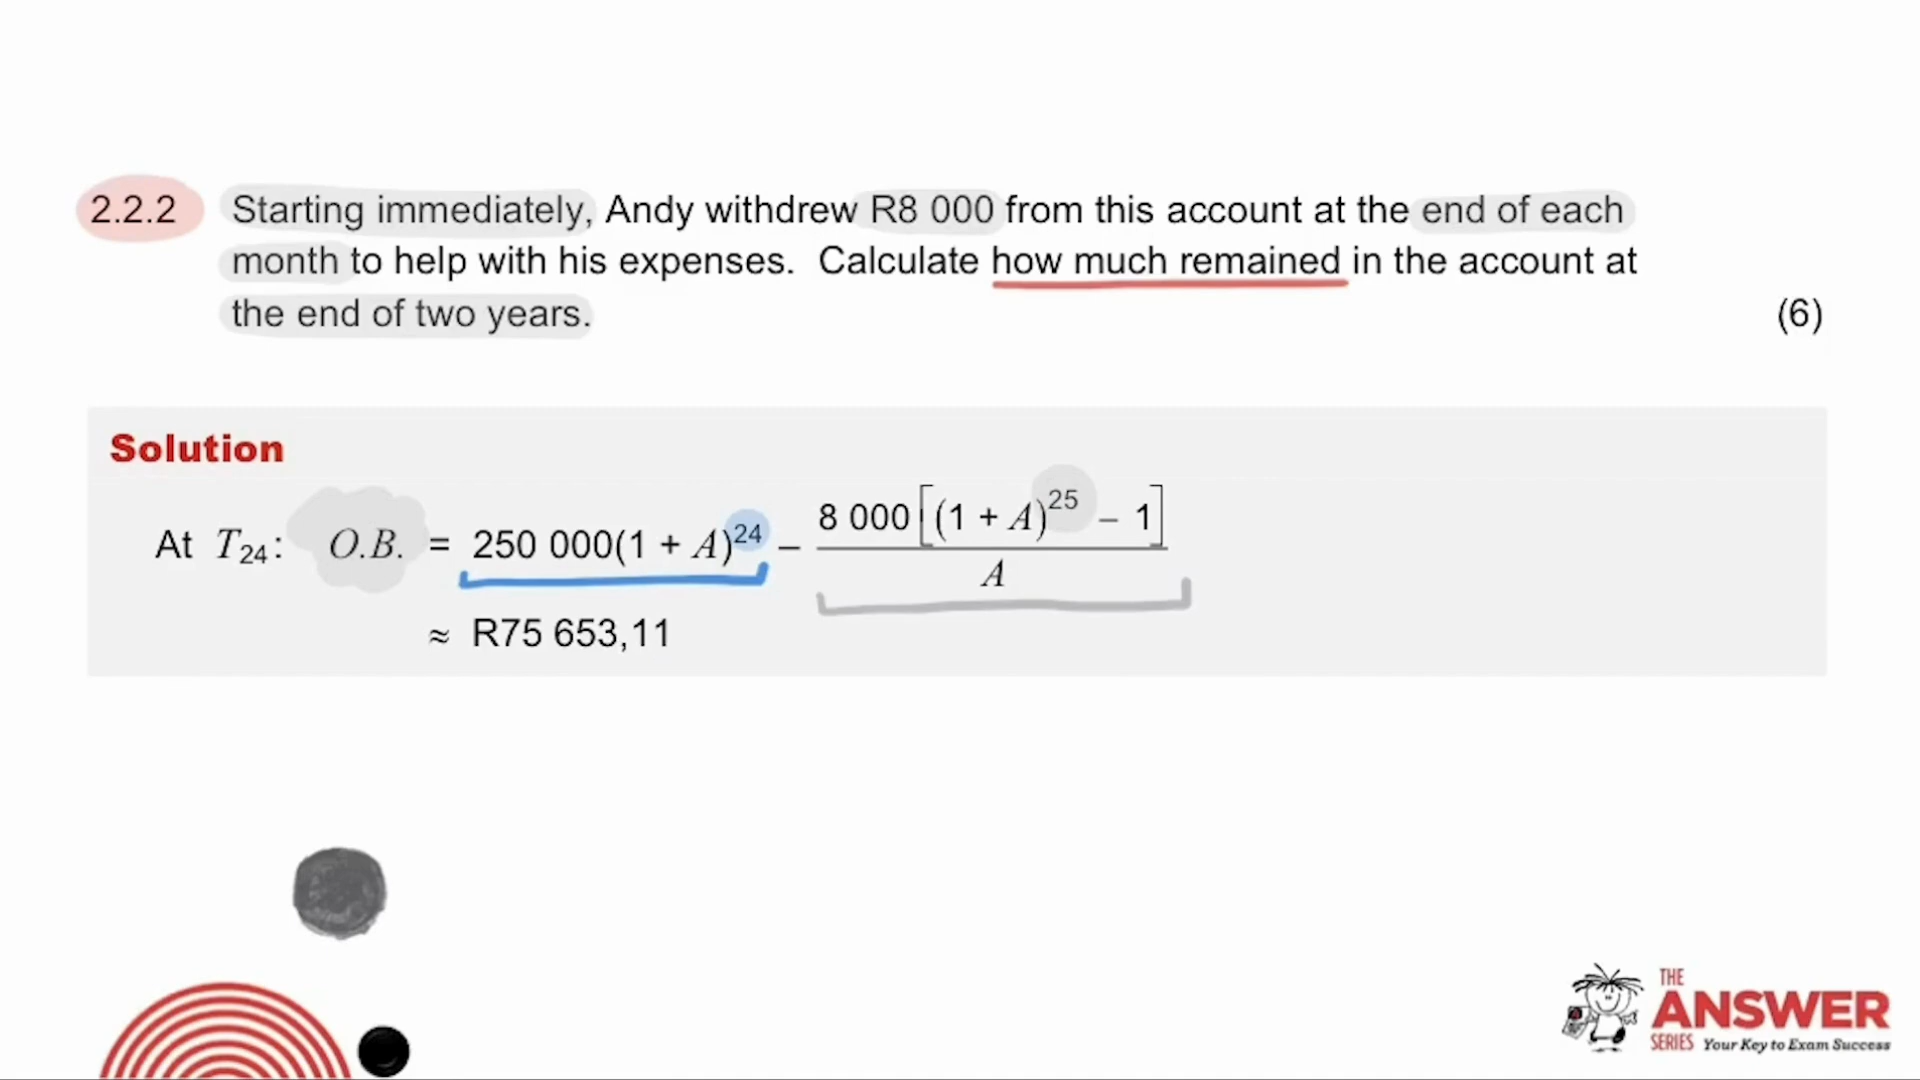 2.2.2 Starting immediately, Andy withdrew R8 000 from this account at the end of each
month to help with his expenses. Calculate how much remained in the account at
the end of two years. (6)
Solution
At T₂₄: O.B. = 250 000(1 + A)²⁴ – 8 000[(1 + A)²⁵ – 1] / A
≈ R75 653,11
THE
ANSWER
SERIES Your Key to Exam Success